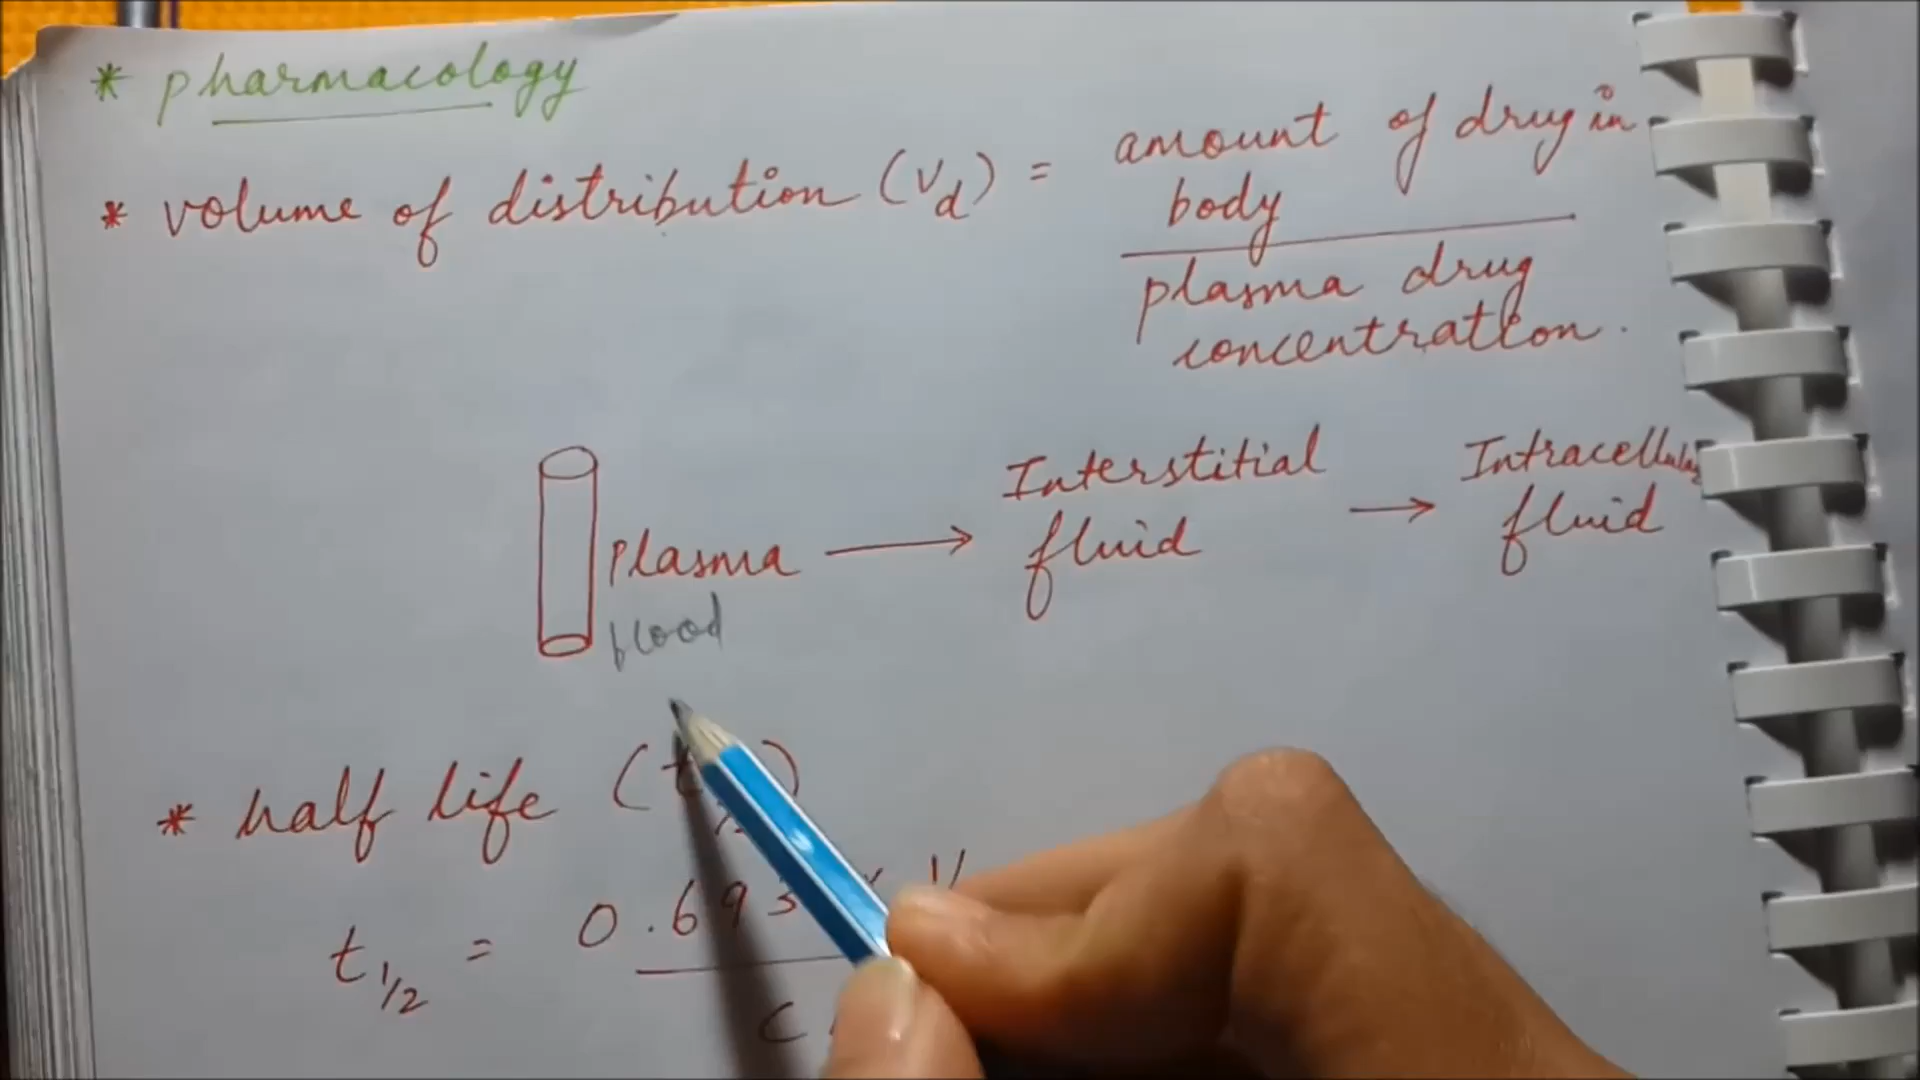 * pharmacology
* volume of distribution (Vd) = amount of drug in
body
plasma drug
concentration.
Plasma → Interstitial fluid → Intracellular fluid
blood
* half life (t
t1/2 = 0.693